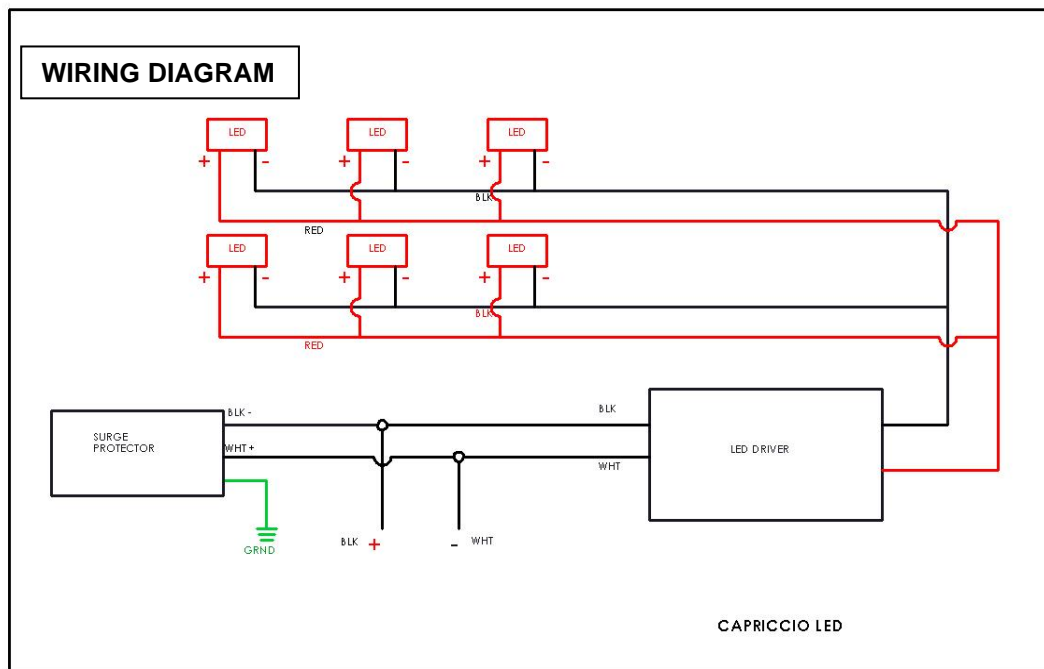 WIRING DIAGRAM
LED LED LED
+ - + - + -
BLK
RED
LED LED LED
+ - + - + -
BLK
RED
BLK -
BLK
SURGE
PROTECTOR
WHT +
WHT
LED DRIVER
GRND
BLK + - WHT
CAPRICCIO LED